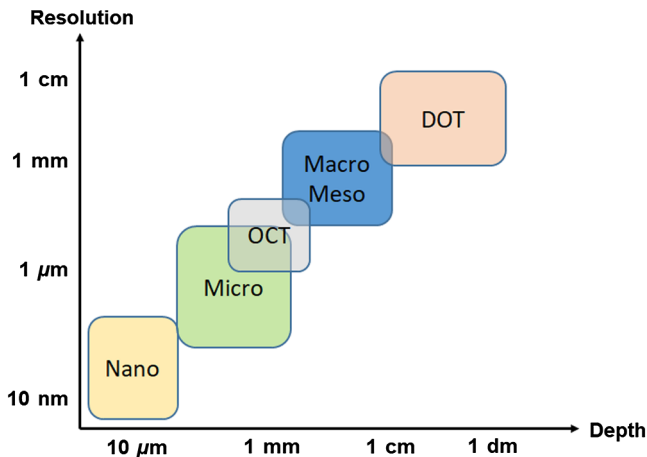 Resolution
1 cm
DOT
1 mm
Macro
Meso
OCT
1 µm
Micro
Nano
10 nm
Depth
10 µm 1 mm 1 cm 1 dm